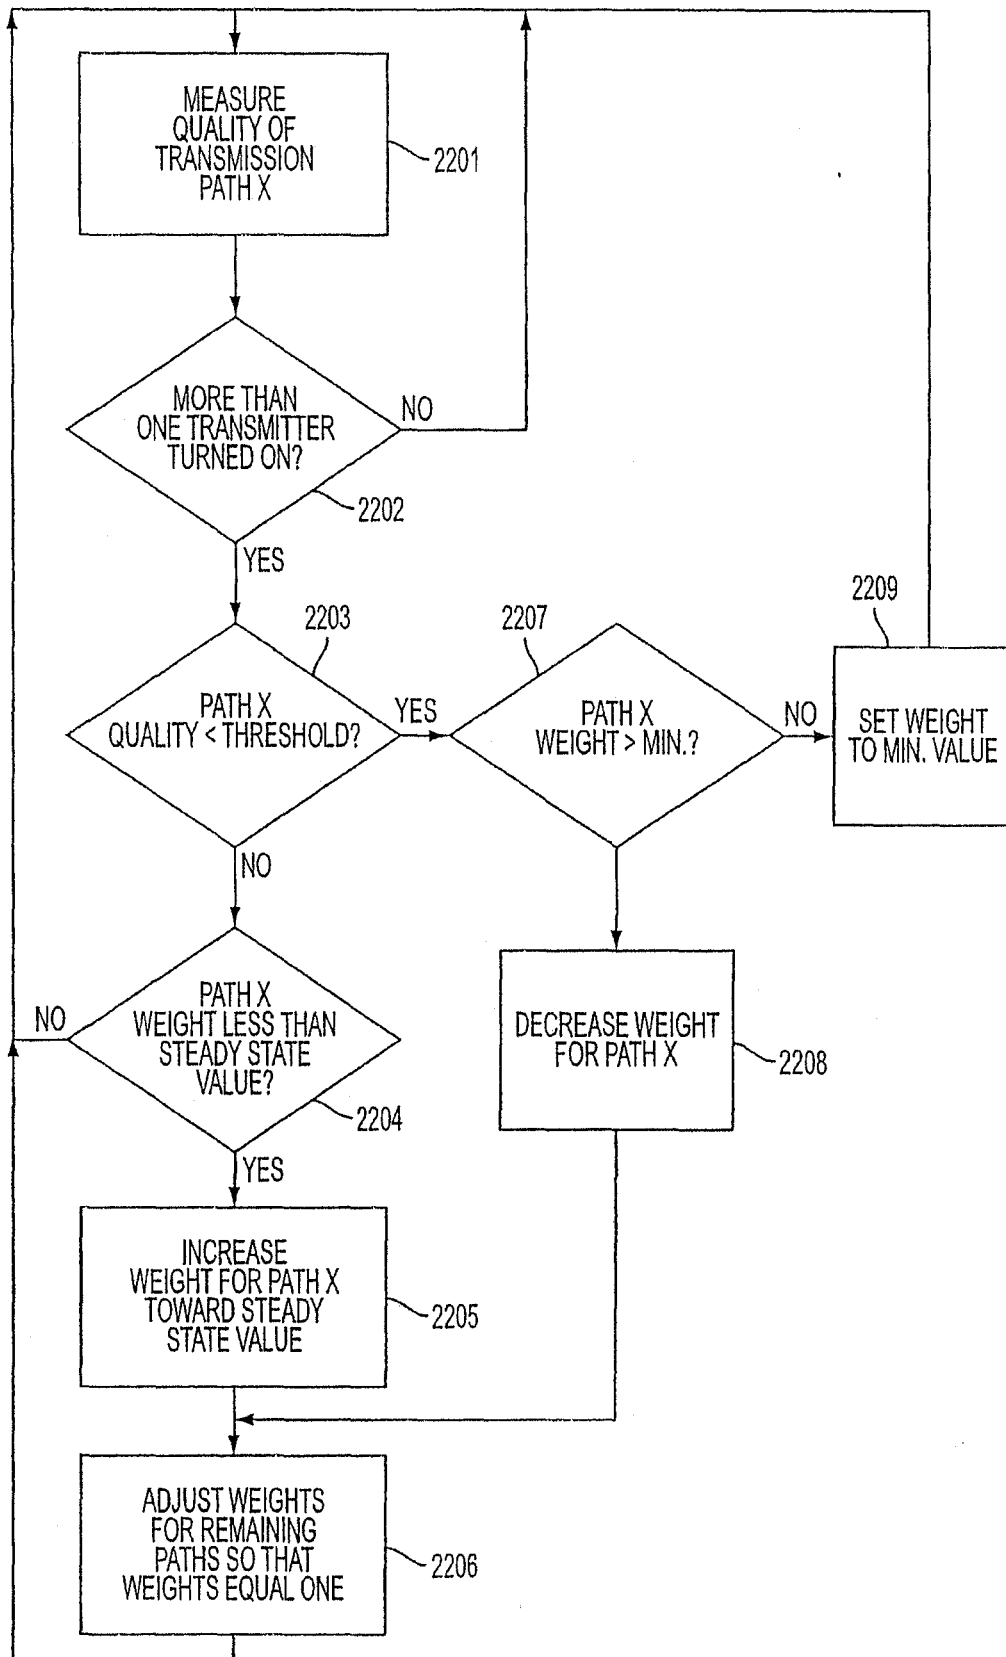 MEASURE
QUALITY OF
TRANSMISSION
PATH X
2201
MORE THAN
ONE TRANSMITTER
TURNED ON?
NO
2202
YES
2203
PATH X
QUALITY < THRESHOLD?
YES
2207
PATH X
WEIGHT > MIN.?
NO
2209
SET WEIGHT
TO MIN. VALUE
NO
PATH X
WEIGHT LESS THAN
STEADY STATE
VALUE?
NO
2204
DECREASE WEIGHT
FOR PATH X
2208
YES
INCREASE
WEIGHT FOR PATH X
TOWARD STEADY
STATE VALUE
2205
ADJUST WEIGHTS
FOR REMAINING
PATHS SO THAT
WEIGHTS EQUAL ONE
2206